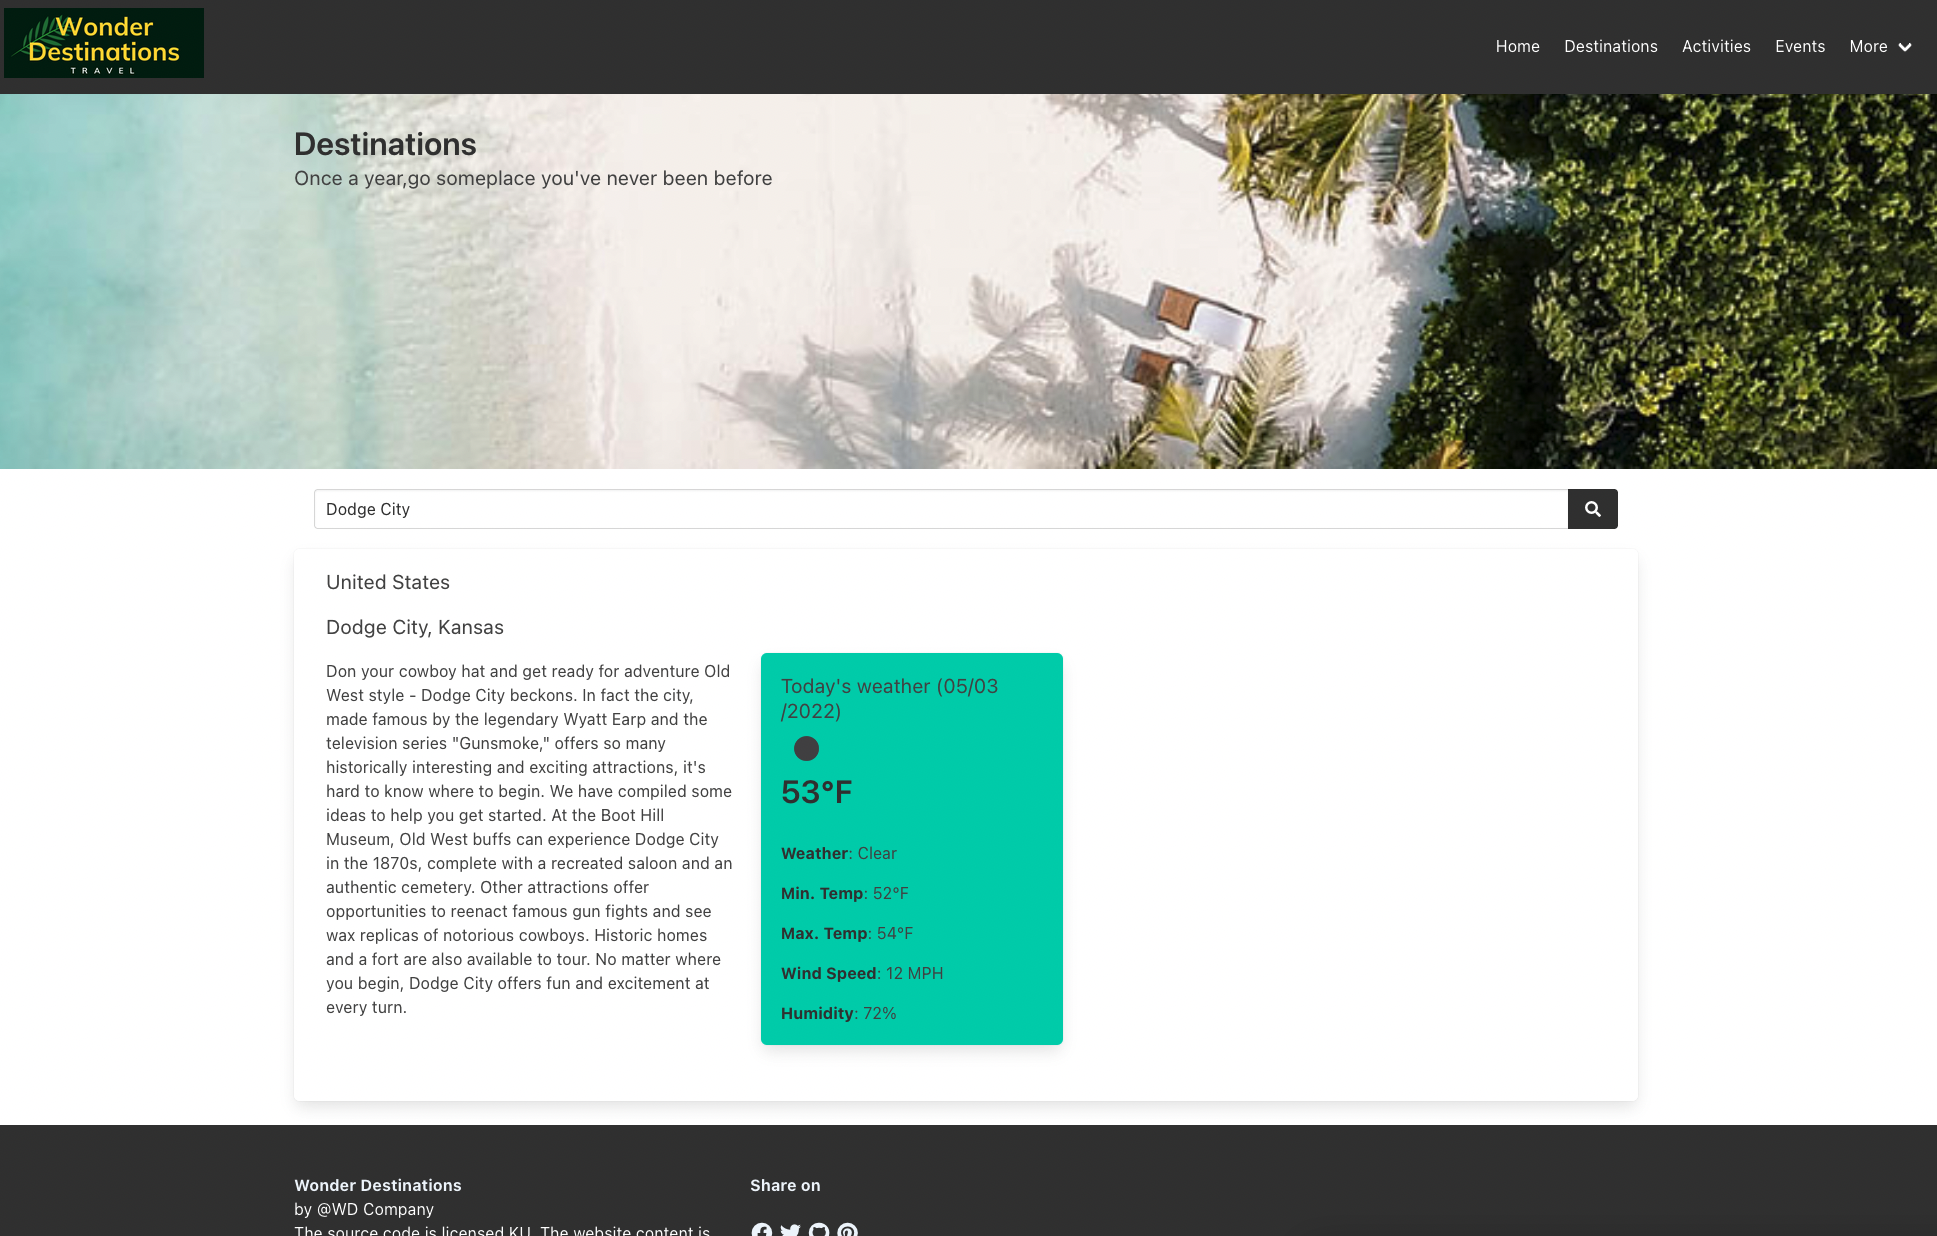 Wonder
Destinations
TRAVEL
Home Destinations Activities Events More
Destinations
Once a year,go someplace you've never been before
Dodge City
United States
Dodge City, Kansas
Don your cowboy hat and get ready for adventure Old
West style - Dodge City beckons. In fact the city,
made famous by the legendary Wyatt Earp and the
television series "Gunsmoke," offers so many
historically interesting and exciting attractions, it's
hard to know where to begin. We have compiled some
ideas to help you get started. At the Boot Hill
Museum, Old West buffs can experience Dodge City
in the 1870s, complete with a recreated saloon and an
authentic cemetery. Other attractions offer
opportunities to reenact famous gun fights and see
wax replicas of notorious cowboys. Historic homes
and a fort are also available to tour. No matter where
you begin, Dodge City offers fun and excitement at
every turn.
Today's weather (05/03
/2022)
53°F
Weather: Clear
Min. Temp: 52°F
Max. Temp: 54°F
Wind Speed: 12 MPH
Humidity: 72%
Wonder Destinations
by @WD Company
The source code is licensed KU. The website content is
Share on